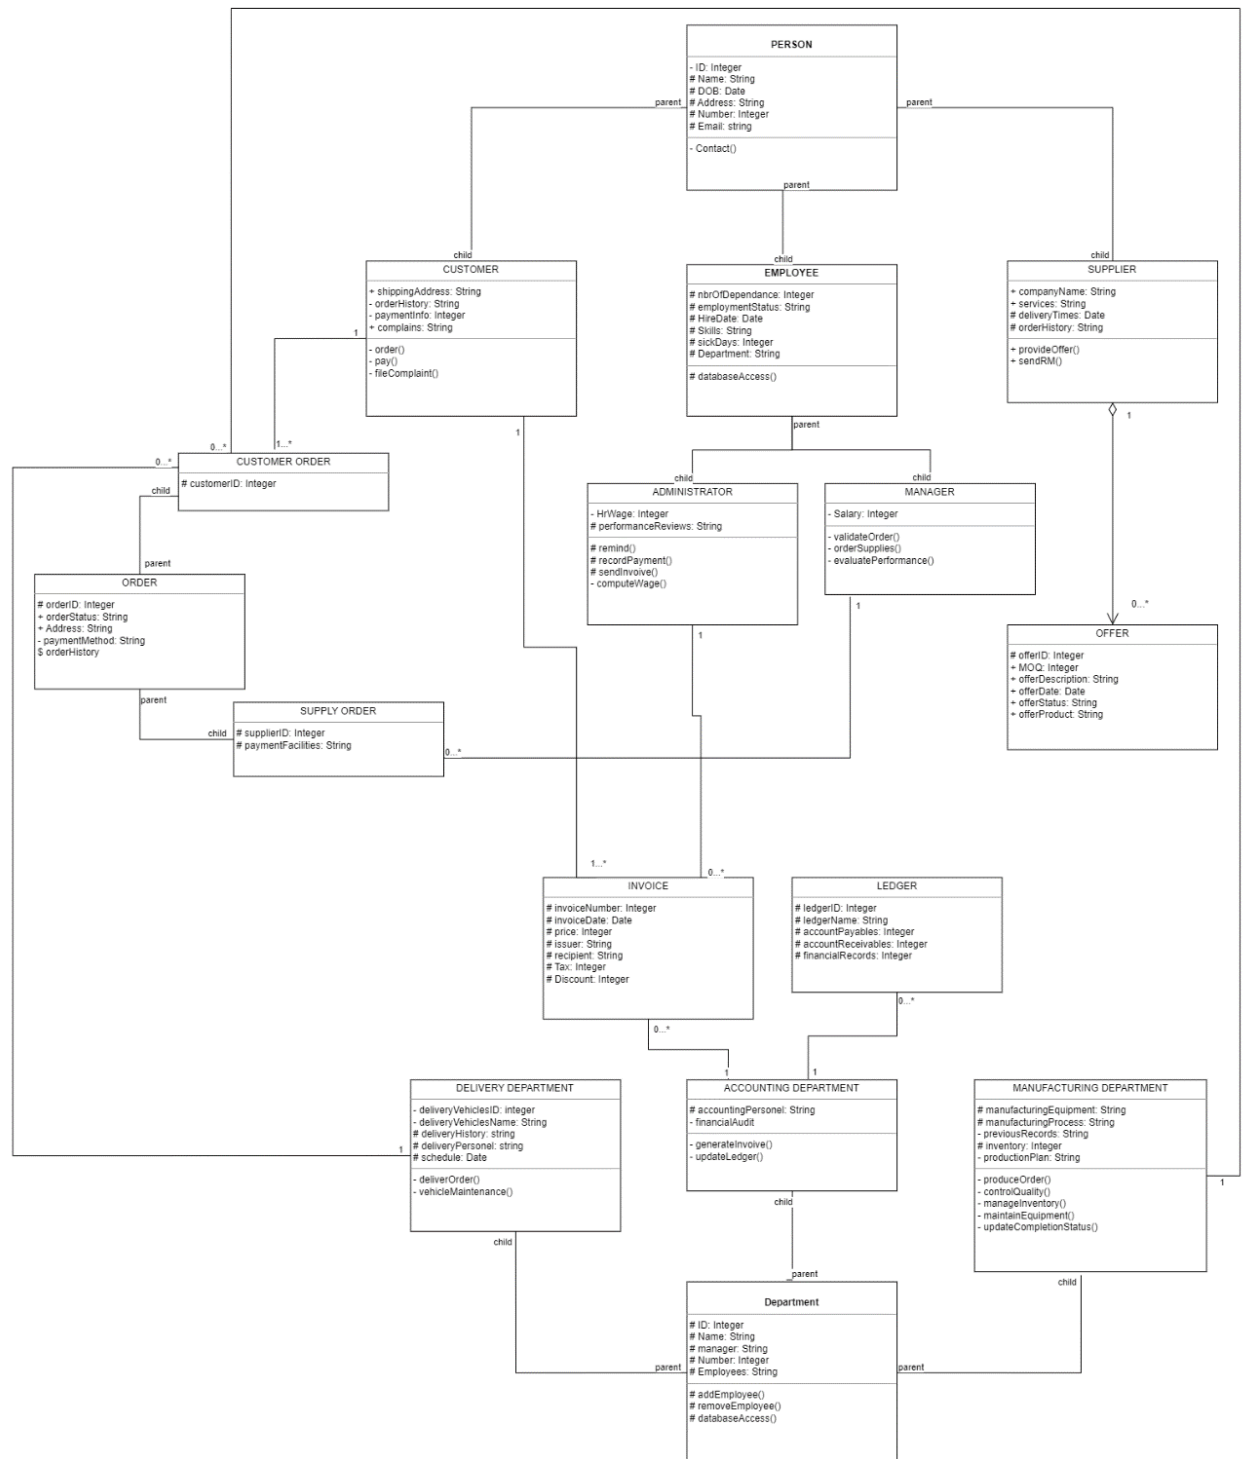 PERSON
- ID: Integer
# Name: String
# DOB: Date
# Address: String
# Number: Integer
# Email: string
- Contact()
parent
parent
parent
child
child
child
CUSTOMER
+ shippingAddress: String
- orderHistory: String
- paymentInfo: Integer
+ complains: String
- order()
- pay()
- fileComplaint()
1
1
EMPLOYEE
# nbrOfDependance: Integer
# employmentStatus: String
# HireDate: Date
# Skills: String
# sickDays: Integer
# Department: String
# databaseAccess()
parent
SUPPLIER
+ companyName: String
+ services: String
# deliveryTimes: Date
# orderHistory: String
+ provideOffer()
+ sendRM()
1
0...*
1...*
0...*
CUSTOMER ORDER
# customerID: Integer
child
parent
child
child
ADMINISTRATOR
- HrWage: Integer
# performanceReviews: String
# remind()
# recordPayment()
# sendInvoive()
- computeWage()
1
MANAGER
- Salary: Integer
- validateOrder()
- orderSupplies()
- evaluatePerformance()
1
ORDER
# orderID: Integer
+ orderStatus: String
+ Address: String
- paymentMethod: String
$ orderHistory
parent
0...*
OFFER
# offerID: Integer
+ MOQ: Integer
+ offerDescription: String
+ offerDate: Date
+ offerStatus: String
+ offerProduct: String
child
SUPPLY ORDER
# supplierID: Integer
# paymentFacilities: String
0...*
1...*
0...*
INVOICE
# invoiceNumber: Integer
# invoiceDate: Date
# price: Integer
# issuer: String
# recipient: String
# Tax: Integer
# Discount: Integer
0...*
LEDGER
# ledgerID: Integer
# ledgerName: String
# accountPayables: Integer
# accountReceivables: Integer
# financialRecords: Integer
0...*
1
1
DELIVERY DEPARTMENT
- deliveryVehiclesID: integer
- deliveryVehiclesName: String
# deliveryHistory: string
# deliveryPersonel: string
# schedule: Date
- deliverOrder()
- vehicleMaintenance()
1
child
ACCOUNTING DEPARTMENT
# accountingPersonel: String
- financialAudit
- generateInvoive()
- updateLedger()
child
MANUFACTURING DEPARTMENT
# manufacturingEquipment: String
# manufacturingProcess: String
- previousRecords: String
# inventory: Integer
- productionPlan: String
- produceOrder()
- controlQuality()
- manageInventory()
- maintainEquipment()
- updateCompletionStatus()
1
child
_parent
Department
# ID: Integer
# Name: String
# manager: String
# Number: Integer
# Employees: String
# addEmployee()
# removeEmployee()
# databaseAccess()
parent
parent